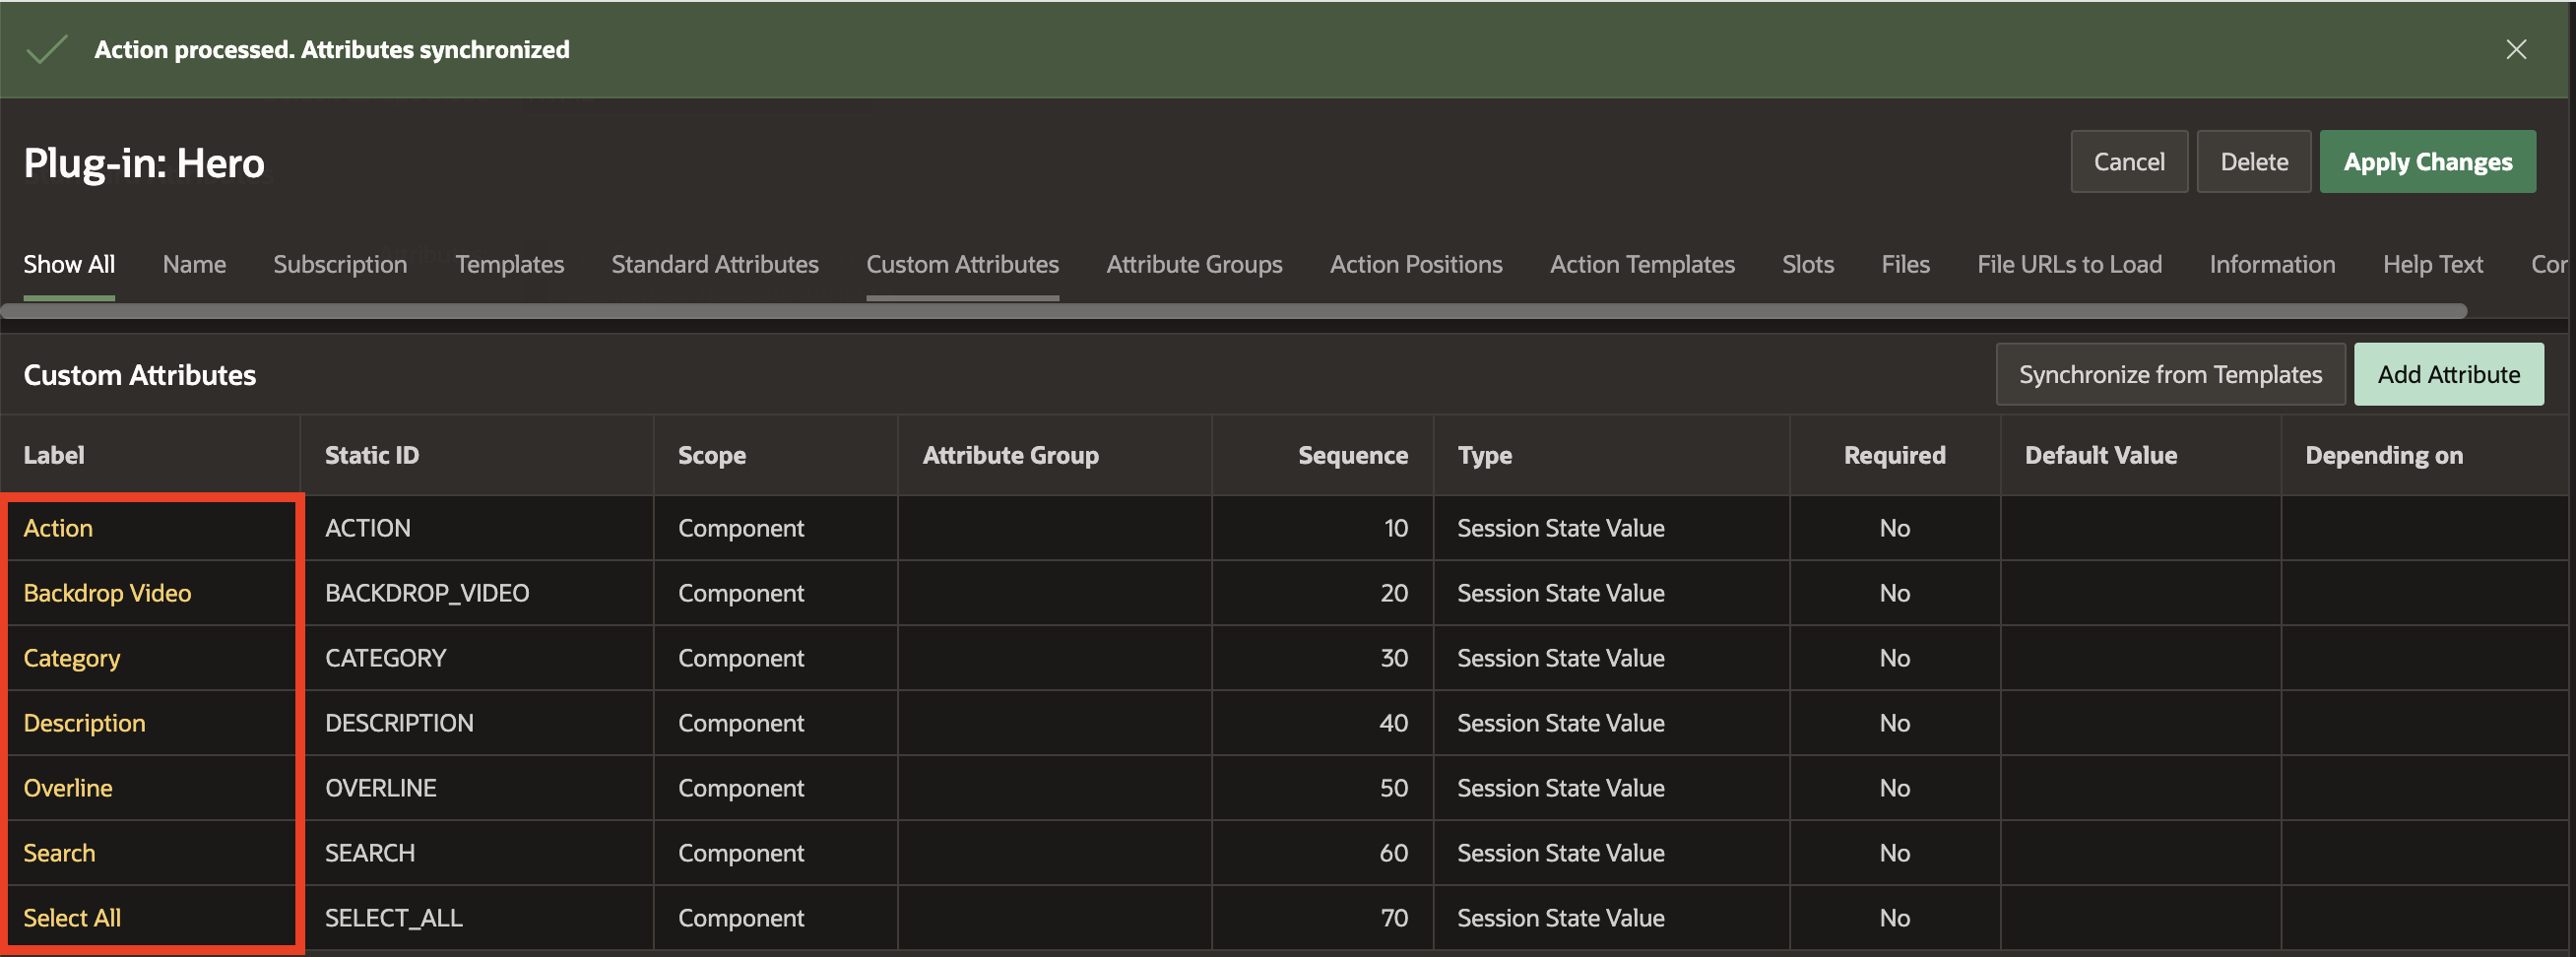 Action processed. Attributes synchronized
Plug-in: Hero
Cancel Delete Apply Changes
Show All Name Subscription Templates Standard Attributes Custom Attributes Attribute Groups Action Positions Action Templates Slots Files File URLs to Load Information Help Text
Custom Attributes Synchronize from Templates Add Attribute
Label Static ID Scope Attribute Group Sequence Type Required Default Value Depending on
Action ACTION Component 10 Session State Value No
Backdrop Video BACKDROP_VIDEO Component 20 Session State Value No
Category CATEGORY Component 30 Session State Value No
Description DESCRIPTION Component 40 Session State Value No
Overline OVERLINE Component 50 Session State Value No
Search SEARCH Component 60 Session State Value No
Select All SELECT_ALL Component 70 Session State Value No